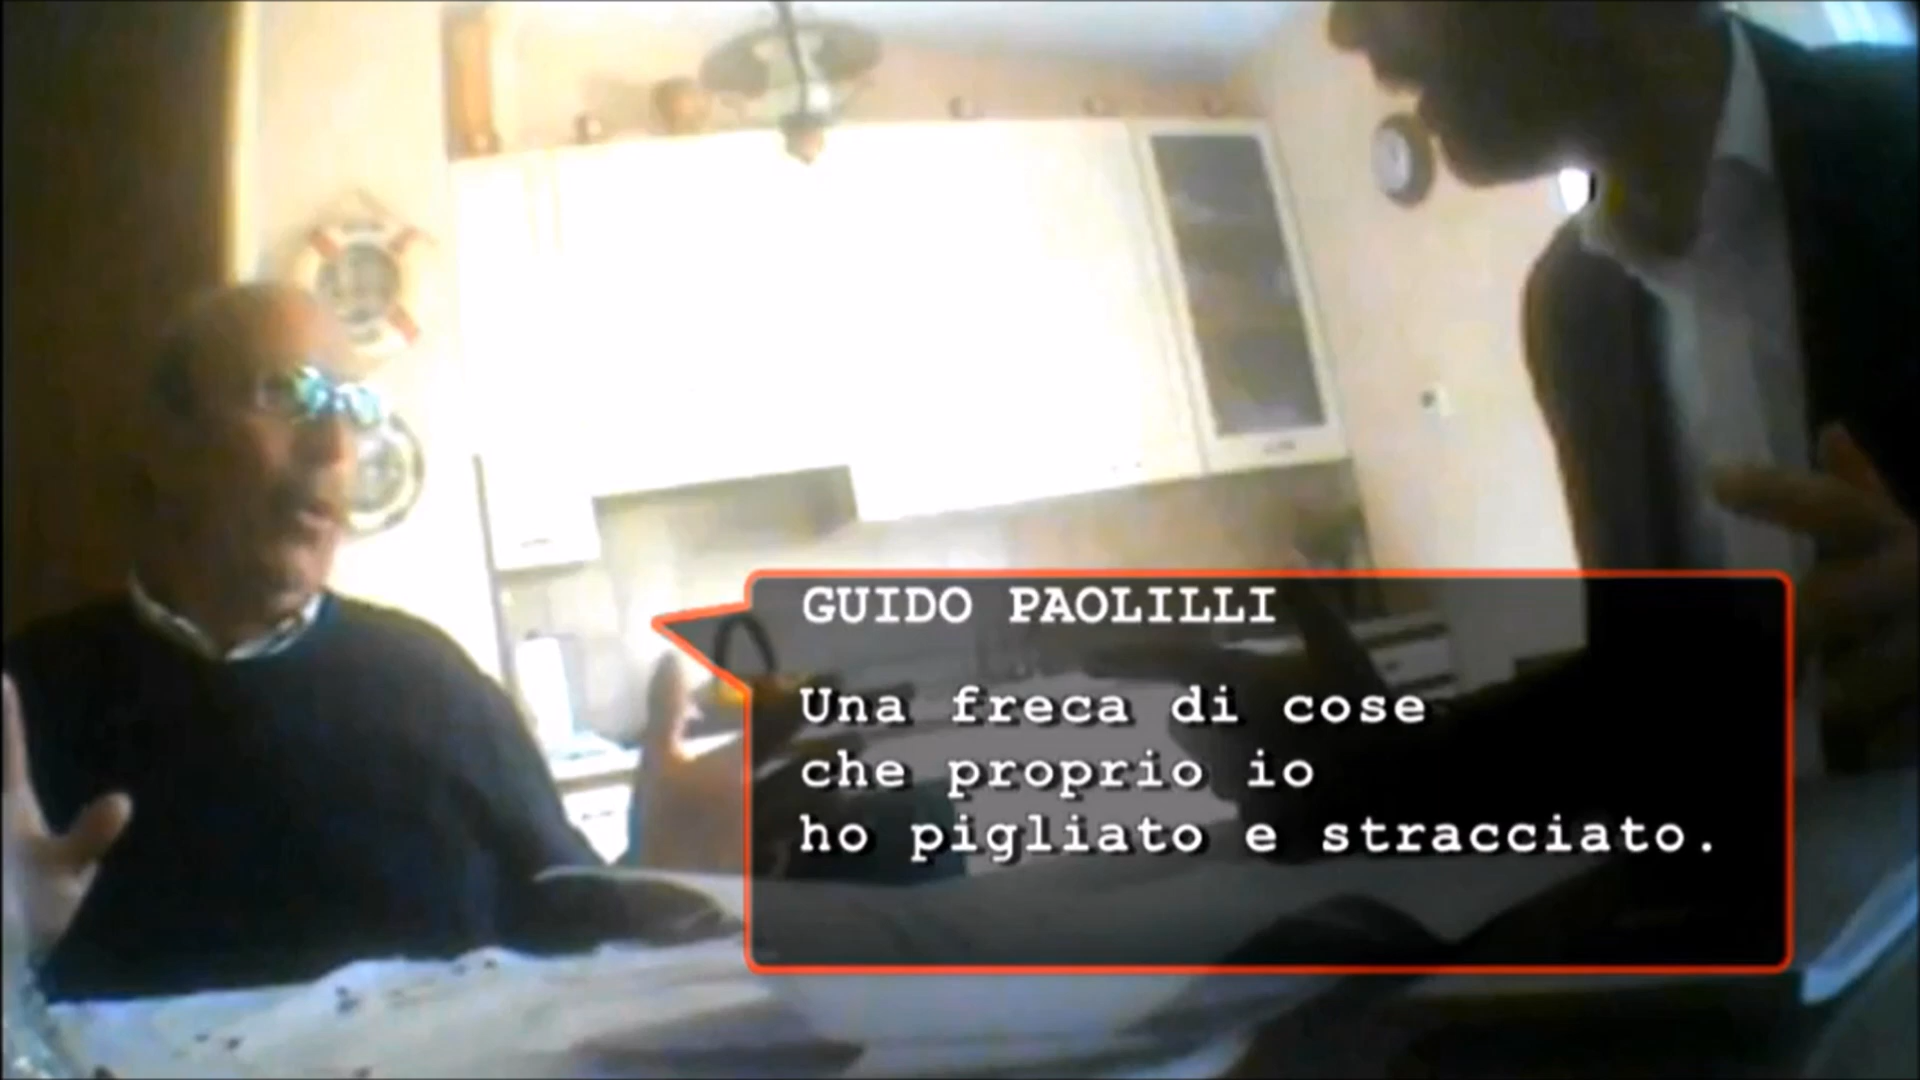 GUIDO PAOLILLI
Una freca di cose
che proprio io
ho pigliato e stracciato.